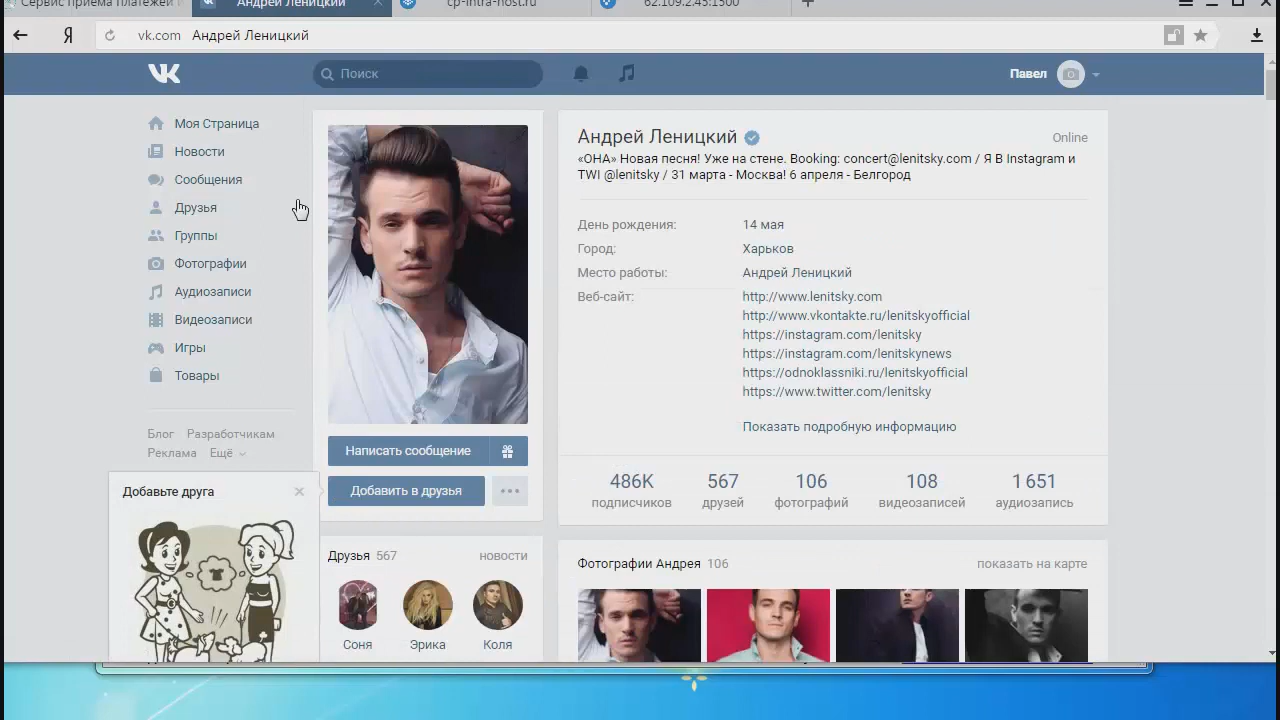 Сервис приема платежей
Андрей Леницкий
cp-intra-host.ru
62.109.2.45:1500
Я
vk.com Андрей Леницкий
Поиск
Павел
Моя Страница
Новости
Сообщения
Друзья
Группы
Фотографии
Аудиозаписи
Видеозаписи
Игры
Товары
Блог Разработчикам
Реклама Ещё
Добавьте друга
Написать сообщение
Добавить в друзья
Друзья 567 новости
Соня Эрика Коля
Андрей Леницкий Online
«ОНА» Новая песня! Уже на стене. Booking: concert@lenitsky.com / Я В Instagram и
TWI @lenitsky / 31 марта - Москва! 6 апреля - Белгород
День рождения: 14 мая
Город: Харьков
Место работы: Андрей Леницкий
Веб-сайт: http://www.lenitsky.com
http://www.vkontakte.ru/lenitskyofficial
https://instagram.com/lenitsky
https://instagram.com/lenitskynews
https://odnoklassniki.ru/lenitskyofficial
https://www.twitter.com/lenitsky
Показать подробную информацию
486K 567 106 108 1 651
подписчиков друзей фотографий видеозаписей аудиозапись
Фотографии Андрея 106 показать на карте